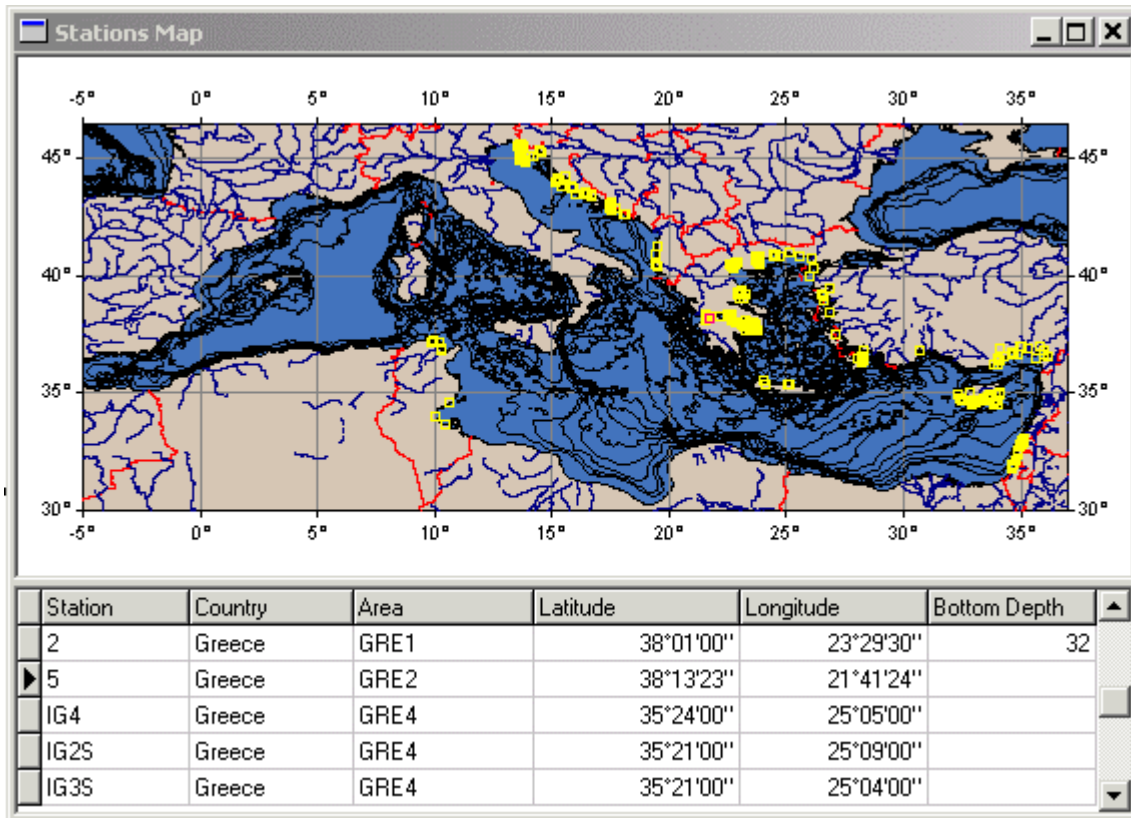 Stations Map
-5° 0° 5° 10° 15° 20° 25° 30° 35°
45° 45°
40° 40°
35° 35°
30° 30°
-5° 0° 5° 10° 15° 20° 25° 30° 35°
Station Country Area Latitude Longitude Bottom Depth
2 Greece GRE1 38°01'00'' 23°29'30'' 32
5 Greece GRE2 38°13'23'' 21°41'24''
IG4 Greece GRE4 35°24'00'' 25°05'00''
IG2S Greece GRE4 35°21'00'' 25°09'00''
IG3S Greece GRE4 35°21'00'' 25°04'00''